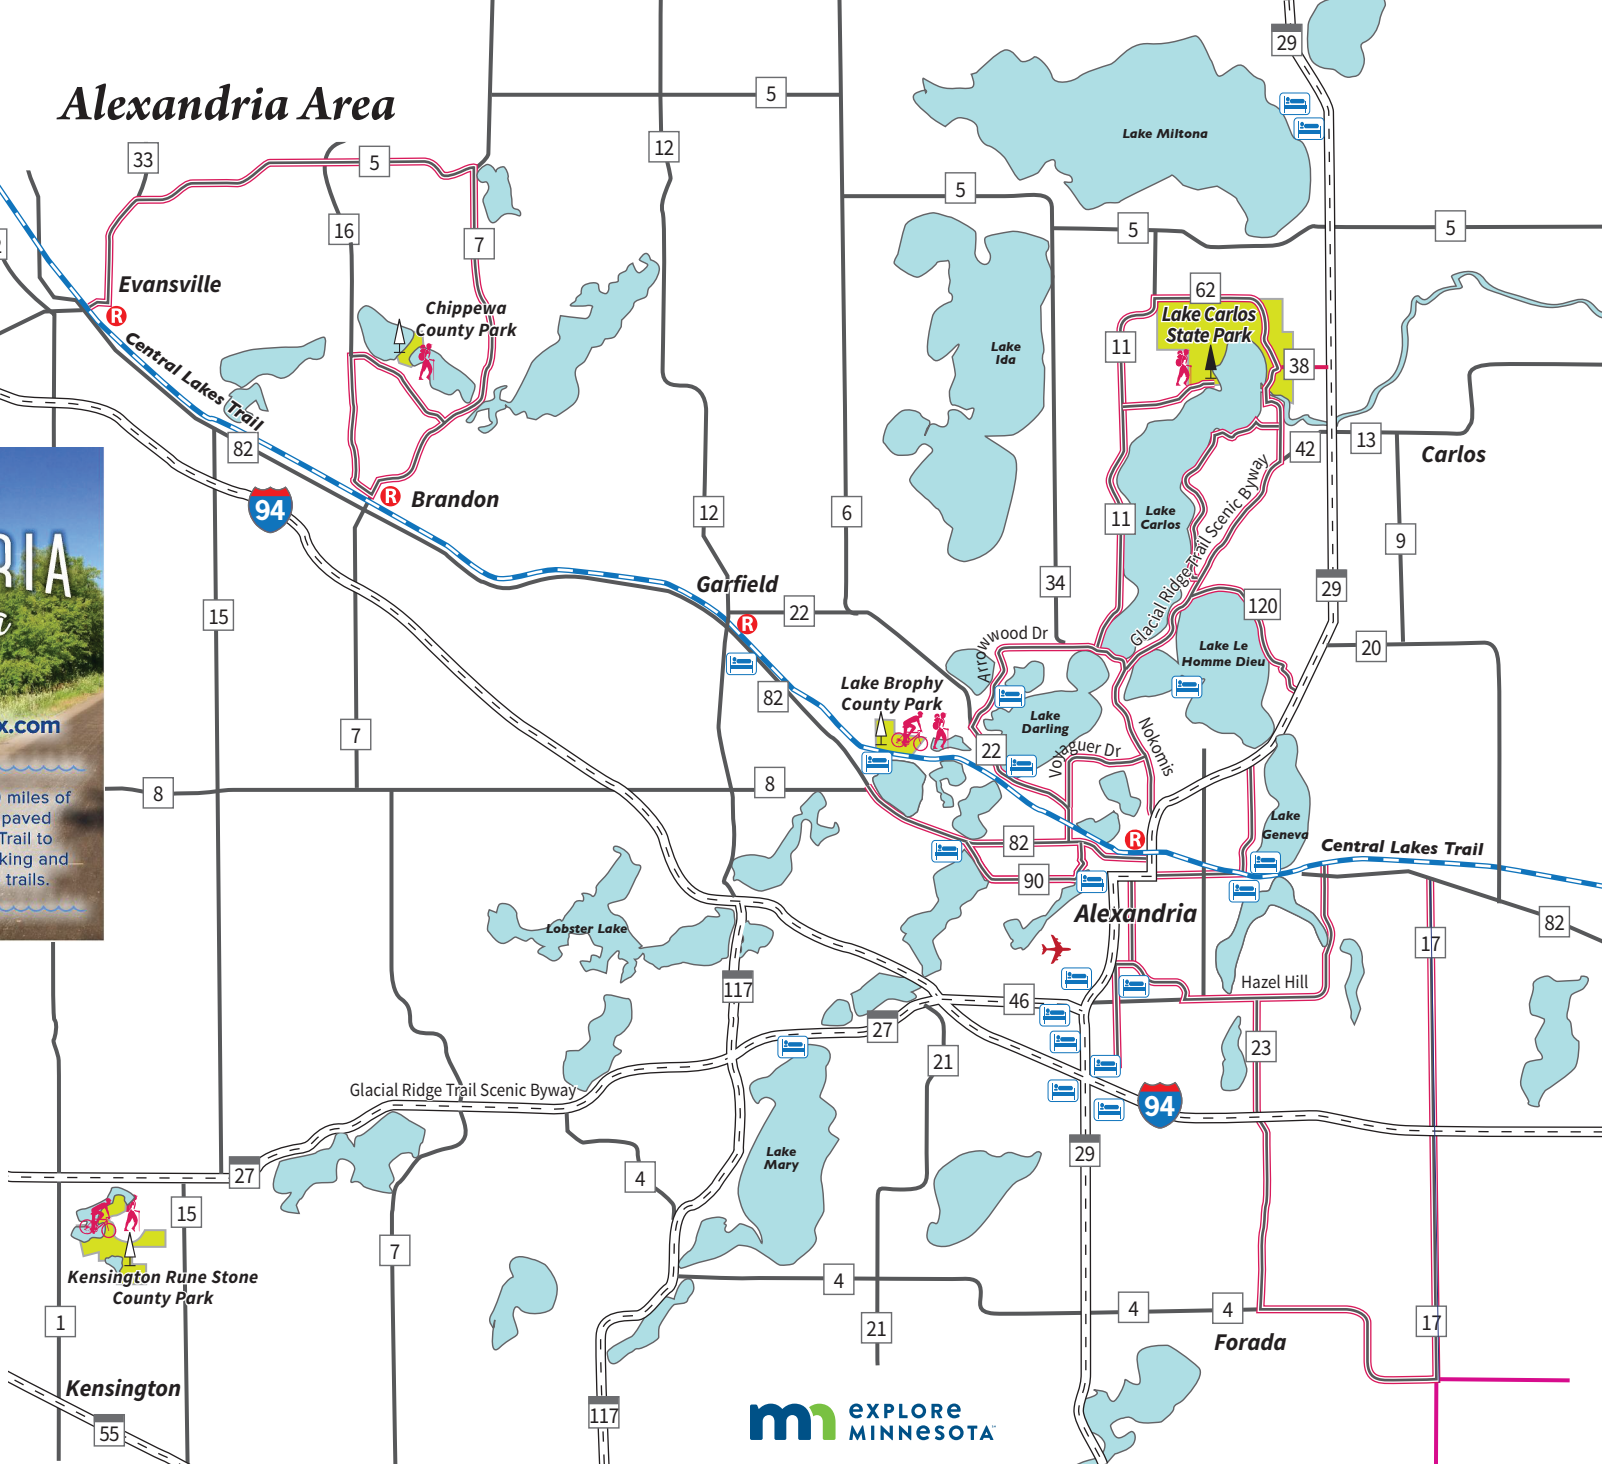 Alexandria Area
29
5
33
12
Lake Miltona
5
5
16
7
5
5
5
Evansville
R
Chippewa
County Park
62
Lake Carlos
State Park
Lake
Ida
11
38
Central Lakes Trail
82
42
13
Carlos
94
R
Brandon
12
6
11
Lake
Carlos
Glacial Ridge Trail Scenic Byway
9
RIA
Garfield
34
29
15
22
R
120
Arrowwood Dr
20
Lake Le
Homme Dieu
82
Lake Brophy
County Park
x.com
Lake
Darling
7
22
Nokomis
miles of
paved
Trail to
king and
trails.
8
8
Lake
Geneva
82
R
Central Lakes Trail
90
Alexandria
82
Lobster Lake
17
117
46
Hazel Hill
27
21
23
Glacial Ridge Trail Scenic Byway
94
29
Lake
Mary
27
4
15
7
Kensington Rune Stone
County Park
4
4
4
1
21
17
Forada
Kensington
117
55
EXPLORE
MINNESOTA